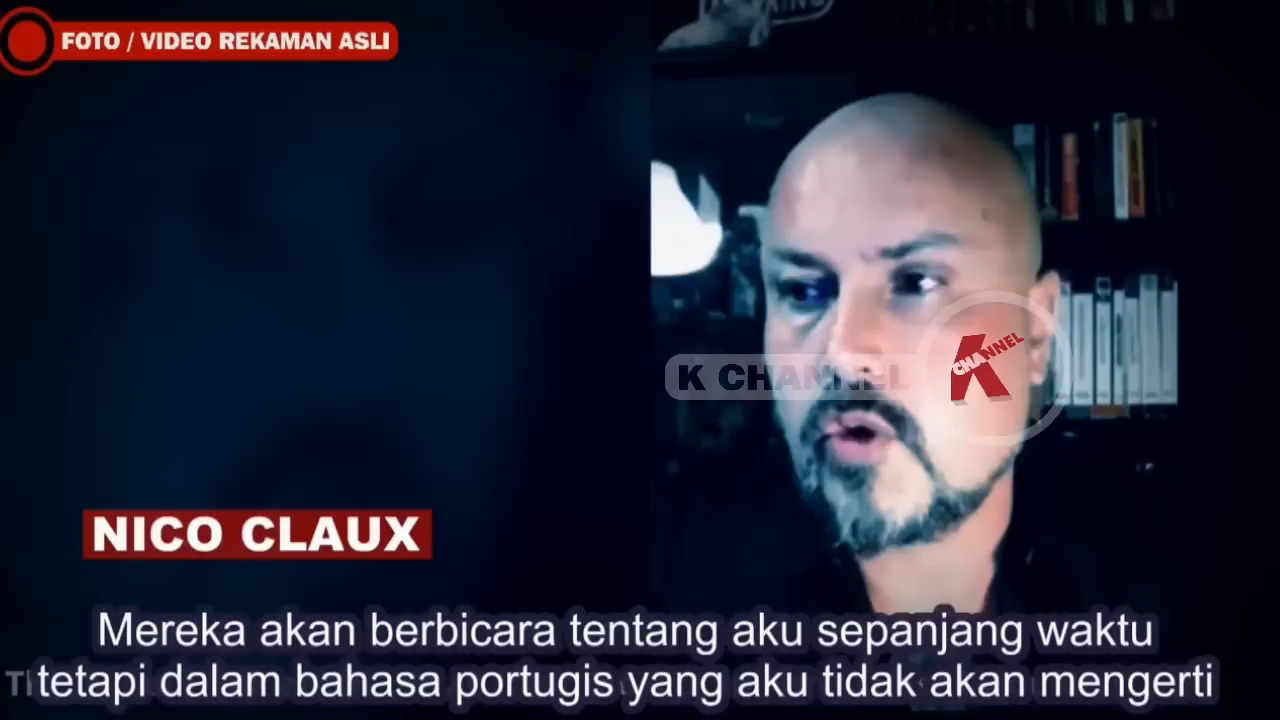 FOTO / VIDEO REKAMAN ASLI
K CHANNEL
K CHANNEL
NICO CLAUX
Mereka akan berbicara tentang aku sepanjang waktu
tetapi dalam bahasa portugis yang aku tidak akan mengerti